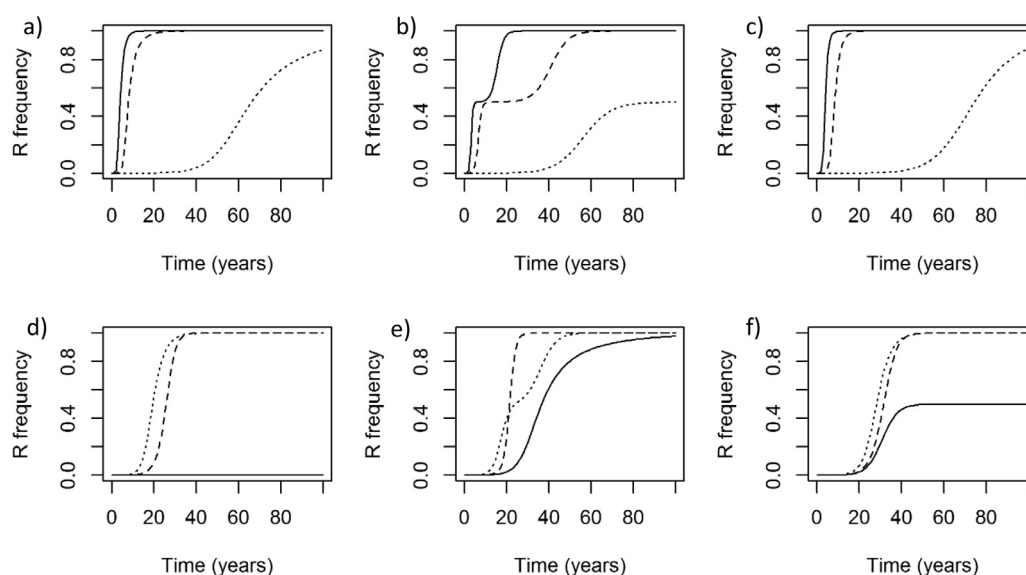 a) b) c)
R frequency R frequency R frequency
0.0 0.4 0.8 0.0 0.4 0.8 0.0 0.4 0.8
0 20 40 60 80 0 20 40 60 80 0 20 40 60 80
Time (years) Time (years) Time (years)
d) e) f)
R frequency R frequency R frequency
0.0 0.4 0.8 0.0 0.4 0.8 0.0 0.4 0.8
0 20 40 60 80 0 20 40 60 80 0 20 40 60 80
Time (years) Time (years) Time (years)